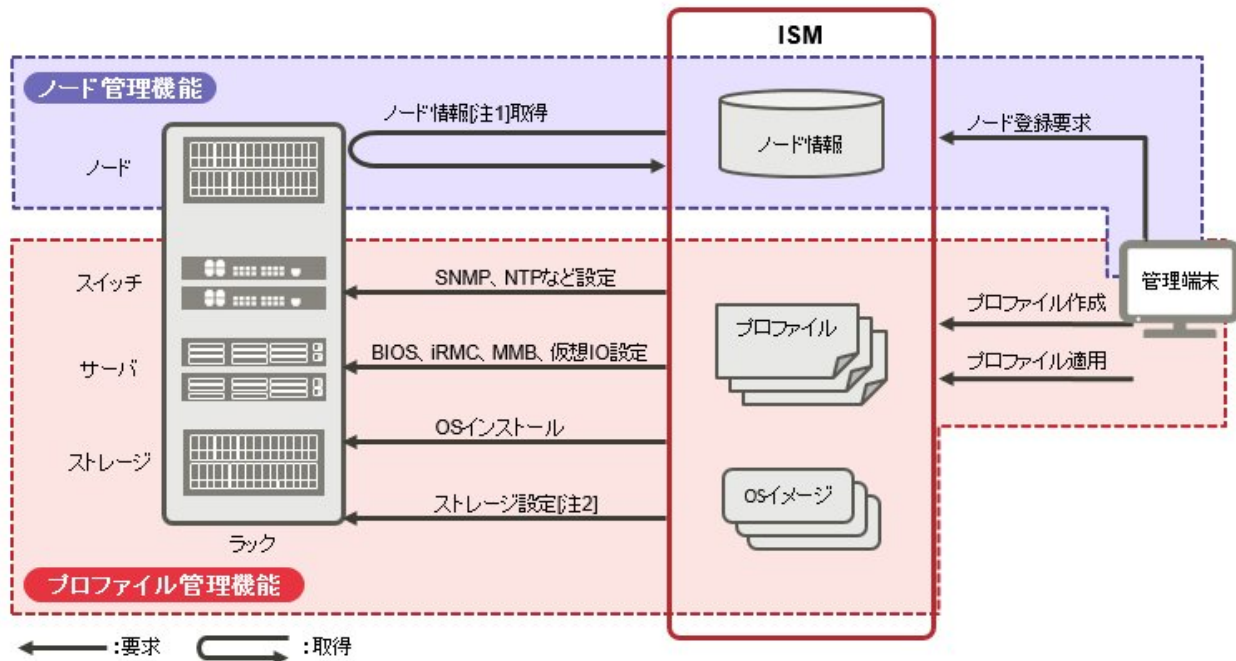 ISM
ノード管理機能
ノード情報[注1]取得
ノード登録要求
ノード
ノード情報
スイッチ
SNMP、NTPなど設定
管理端末
プロファイル作成
プロファイル
サーバ
BIOS、iRMC、MMB、仮想IO設定
プロファイル適用
OSインストール
ストレージ
OSイメージ
ストレージ設定[注2]
ラック
プロファイル管理機能
:要求
:取得